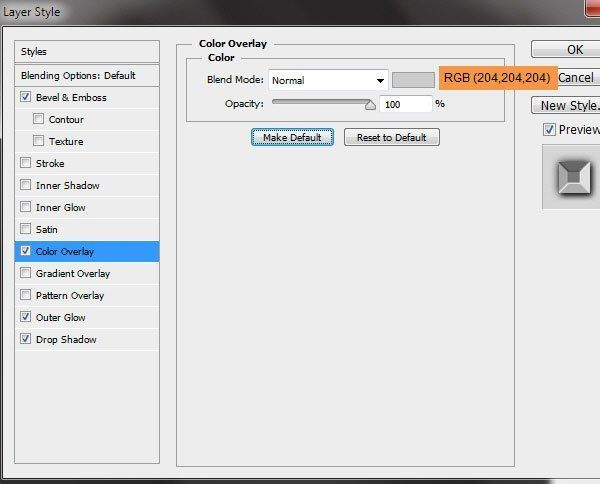 Layer Style
Styles
Blending Options: Default
Bevel & Emboss
Contour
Texture
Stroke
Inner Shadow
Inner Glow
Satin
Color Overlay
Gradient Overlay
Pattern Overlay
Outer Glow
Drop Shadow
Color Overlay
Color
Blend Mode: Normal RGB (204,204,204)
Opacity: 100 %
Make Default Reset to Default
OK
Cancel
New Style..
Preview